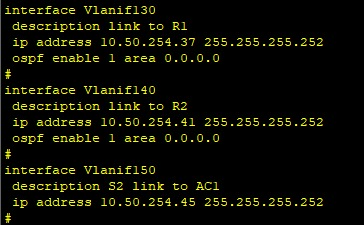 interface Vlanif130
 description link to R1
 ip address 10.50.254.37 255.255.255.252
 ospf enable 1 area 0.0.0.0
#
interface Vlanif140
 description link to R2
 ip address 10.50.254.41 255.255.255.252
 ospf enable 1 area 0.0.0.0
#
interface Vlanif150
 description S2 link to AC1
 ip address 10.50.254.45 255.255.255.252
#